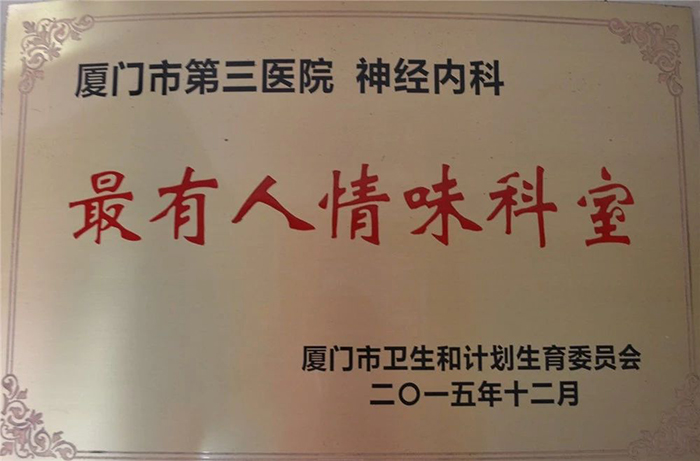 厦门市第三医院 神经内科
最有人情味科室
厦门市卫生和计划生育委员会
二〇一五年十二月